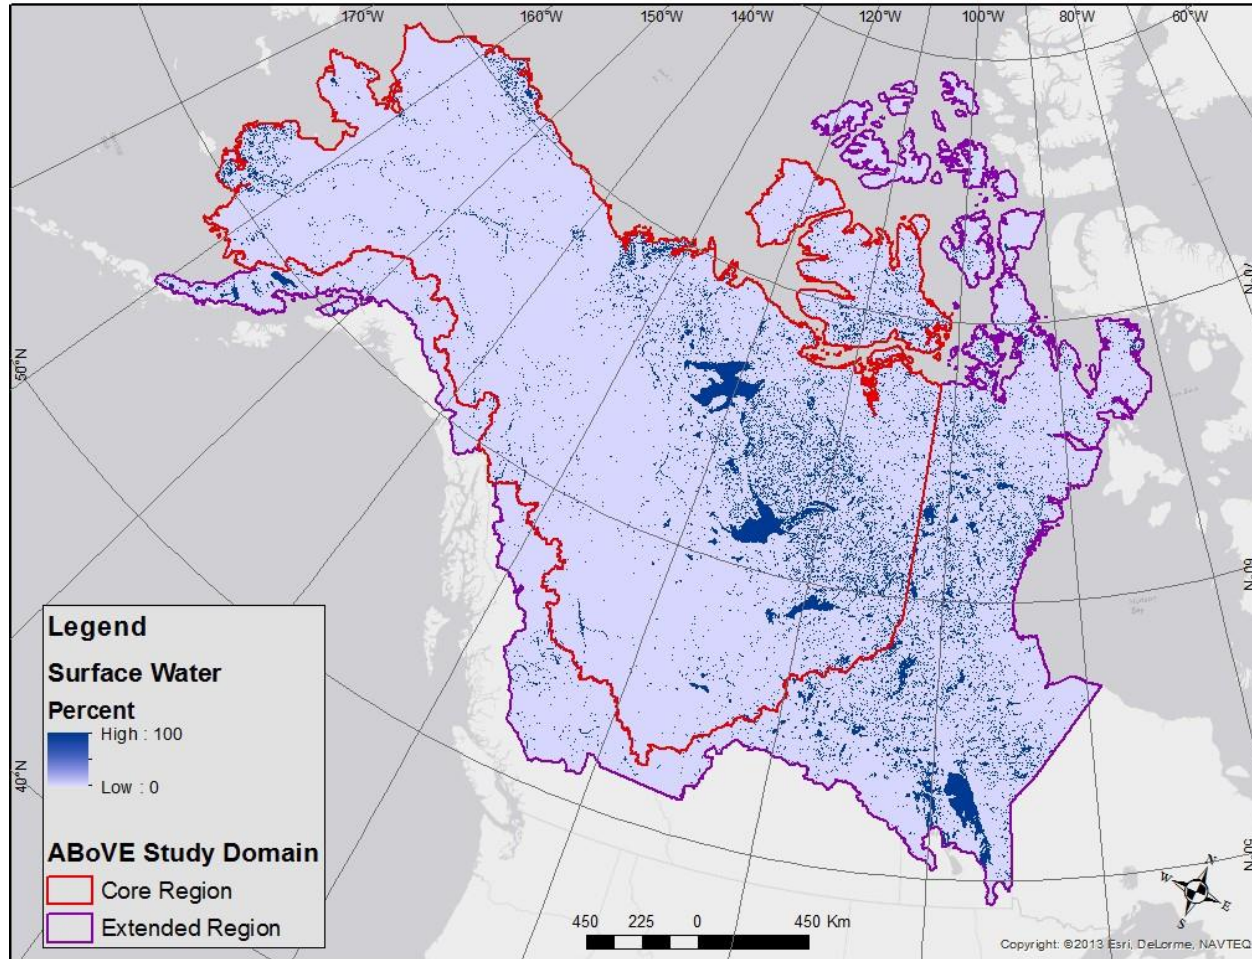 170°W 160°W 150°W 140°W 120°W 100°W 80°W 60°W
70°N
50°N
60°N
40°N
50°N
Legend
Surface Water
Percent
High : 100
Low : 0
ABoVE Study Domain
Core Region
Extended Region
450 225 0 450 Km
N
W
E
S
Copyright: ©2013 Esri, DeLorme, NAVTEQ